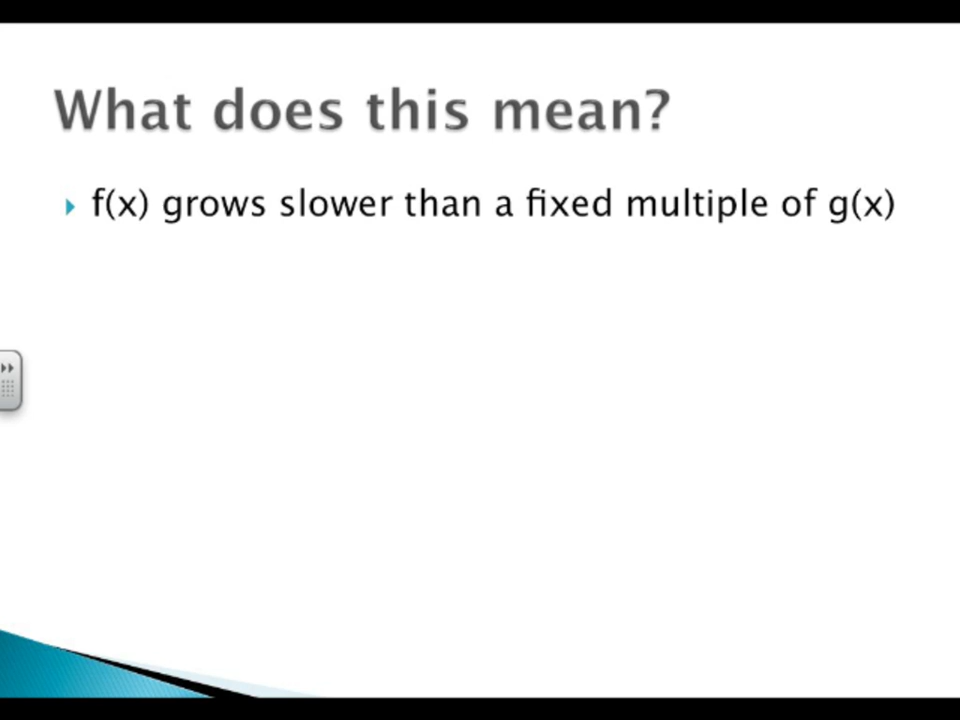 What does this mean?
f(x) grows slower than a fixed multiple of g(x)